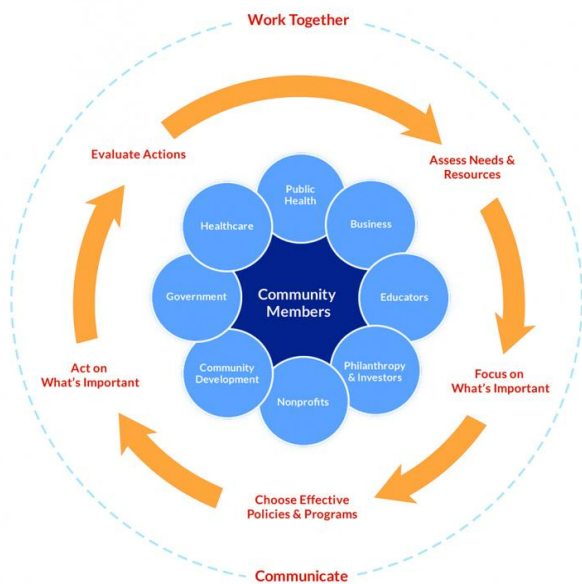 Work Together
Evaluate Actions
Assess Needs &
Resources
Public
Health
Healthcare
Business
Government
Community
Members
Educators
Community
Development
Philanthropy
& Investors
Nonprofits
Act on
What's Important
Focus on
What's Important
Choose Effective
Policies & Programs
Communicate